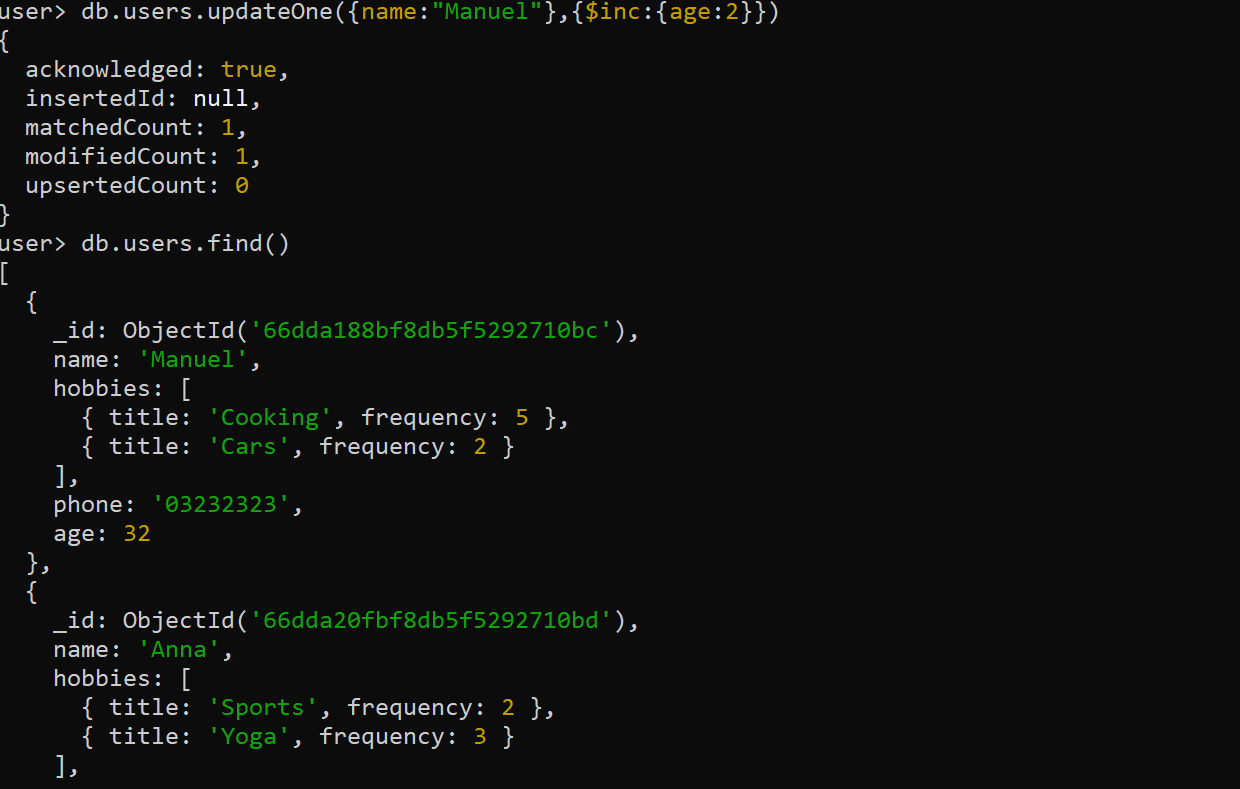 user> db.users.updateOne({name:"Manuel"},{$inc:{age:2}})
{
  acknowledged: true,
  insertedId: null,
  matchedCount: 1,
  modifiedCount: 1,
  upsertedCount: 0
}
user> db.users.find()
[
  {
    _id: ObjectId('66dda188bf8db5f5292710bc'),
    name: 'Manuel',
    hobbies: [
      { title: 'Cooking', frequency: 5 },
      { title: 'Cars', frequency: 2 }
    ],
    phone: '03232323',
    age: 32
  },
  {
    _id: ObjectId('66dda20fbf8db5f5292710bd'),
    name: 'Anna',
    hobbies: [
      { title: 'Sports', frequency: 2 },
      { title: 'Yoga', frequency: 3 }
    ],